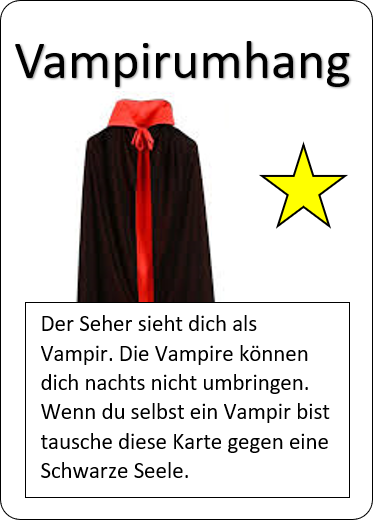 Vampirumhang
Der Seher sieht dich als
Vampir. Die Vampire können
dich nachts nicht umbringen.
Wenn du selbst ein Vampir bist
tausche diese Karte gegen eine
Schwarze Seele.